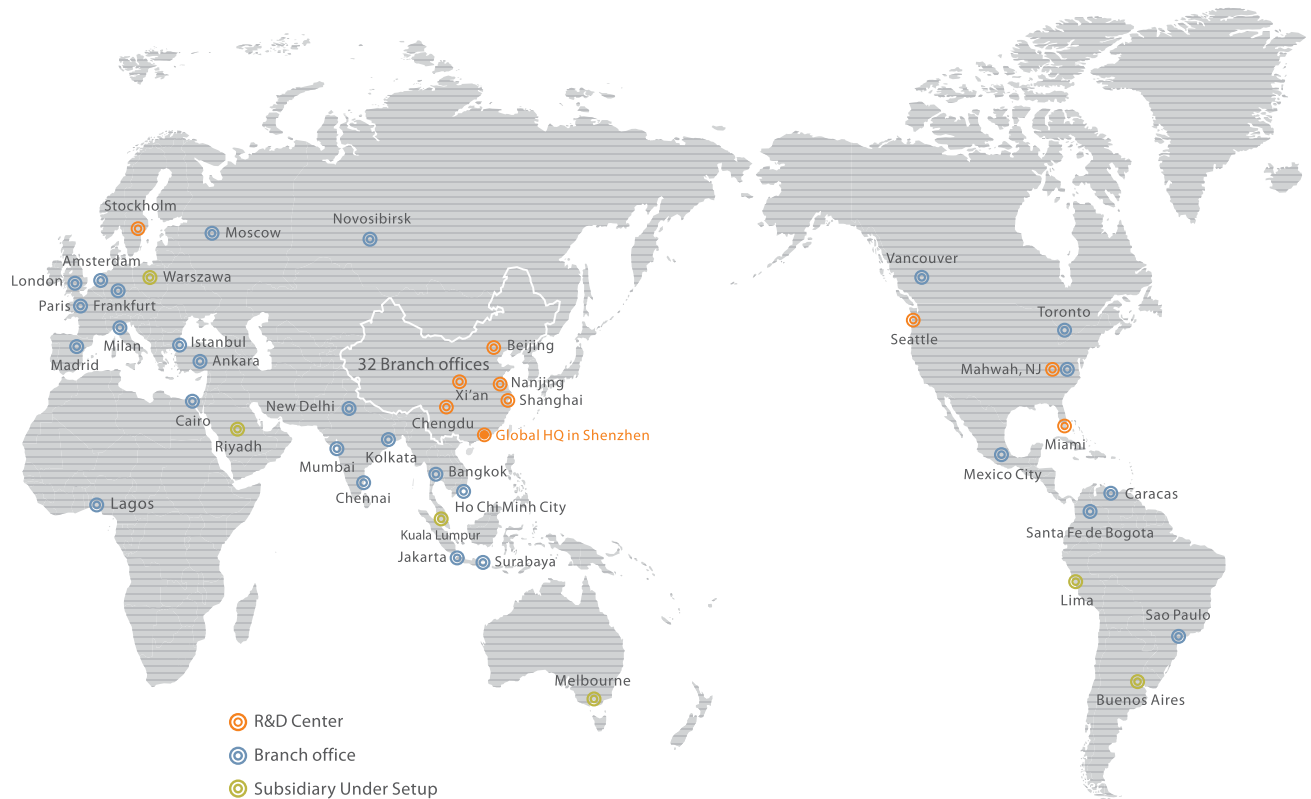 Stockholm
Novosibirsk
Moscow
Amsterdam
Vancouver
London
Warszawa
Paris
Frankfurt
Toronto
Milan
Istanbul
Beijing
Seattle
Madrid
Ankara
32 Branch offices
Mahwah, NJ
Nanjing
Xi'an
Shanghai
New Delhi
Cairo
Chengdu
Global HQ in Shenzhen
Riyadh
Miami
Kolkata
Mumbai
Bangkok
Mexico City
Chennai
Caracas
Lagos
Ho Chi Minh City
Santa Fe de Bogota
Kuala Lumpur
Jakarta
Surabaya
Lima
Sao Paulo
Melbourne
Buenos Aires
R&D Center
Branch office
Subsidiary Under Setup